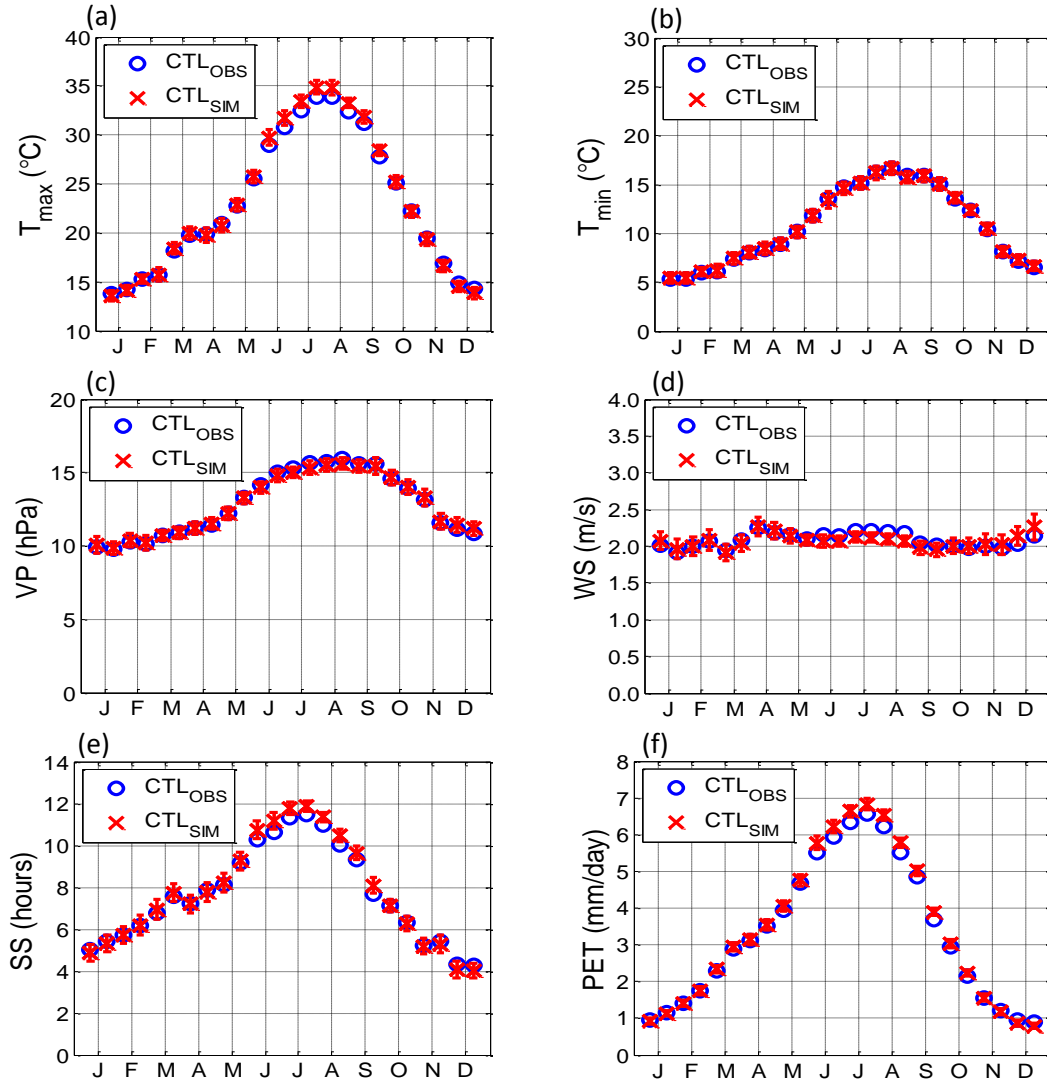 (a)
40
35
30
25
20
15
10
T_max (°C)
CTL_OBS
CTL_SIM
J F M A M J J A S O N D
(b)
30
25
20
15
10
5
0
T_min (°C)
CTL_OBS
CTL_SIM
J F M A M J J A S O N D
(c)
20
15
10
5
0
VP (hPa)
CTL_OBS
CTL_SIM
J F M A M J J A S O N D
(d)
4.0
3.5
3.0
2.5
2.0
1.5
1.0
0.5
0.0
WS (m/s)
CTL_OBS
CTL_SIM
J F M A M J J A S O N D
(e)
14
12
10
8
6
4
2
0
SS (hours)
CTL_OBS
CTL_SIM
J F M A M J J A S O N D
(f)
8
7
6
5
4
3
2
1
0
PET (mm/day)
CTL_OBS
CTL_SIM
J F M A M J J A S O N D